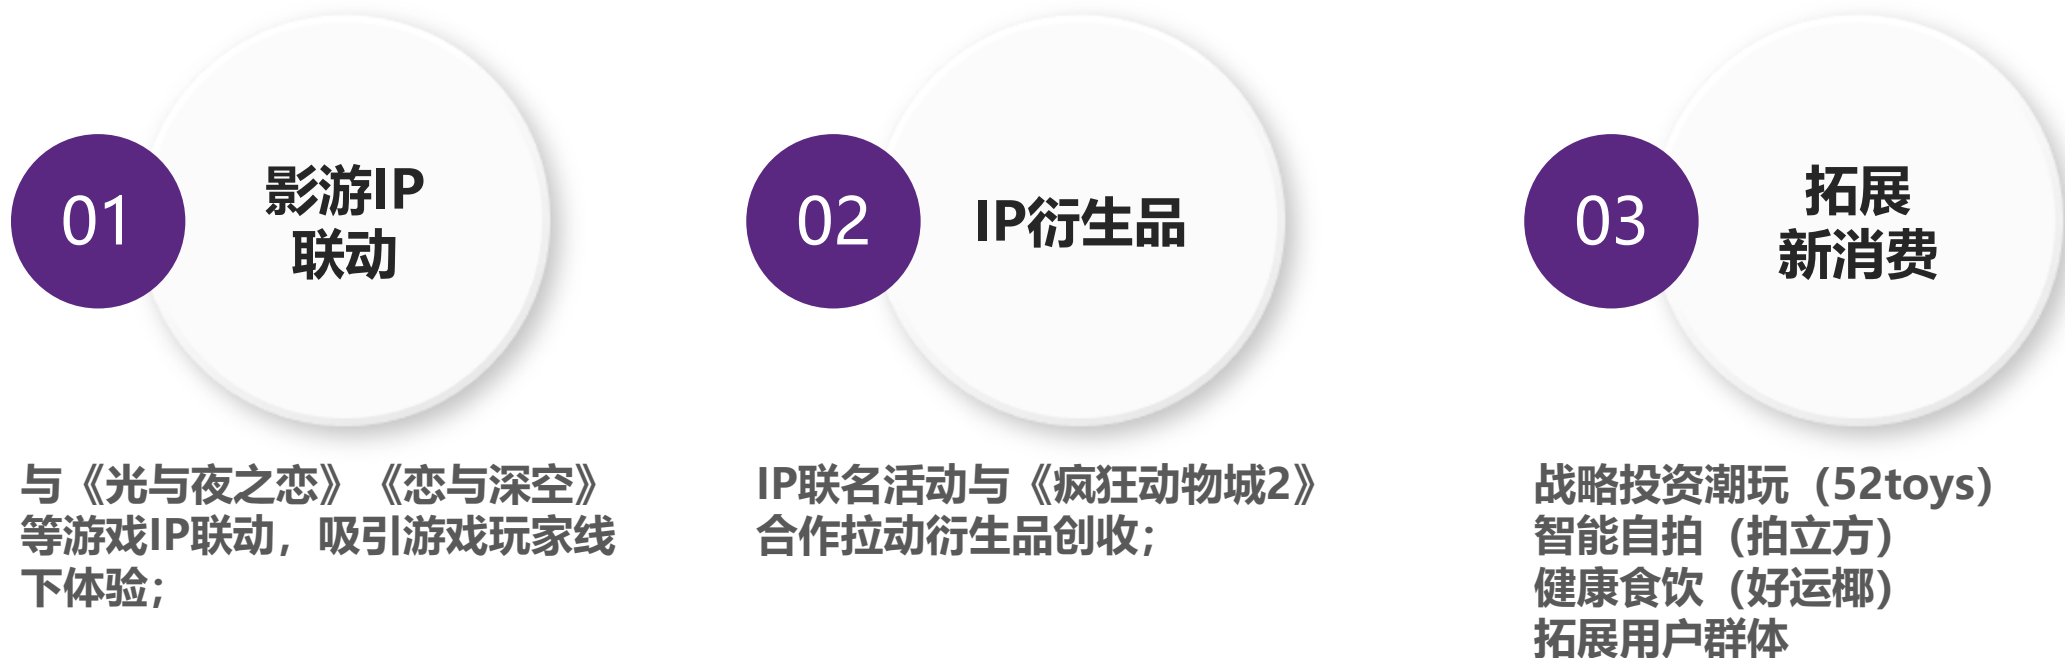 01
影游IP
联动
与《光与夜之恋》《恋与深空》
等游戏IP联动，吸引游戏玩家线
下体验；
02
IP衍生品
IP联名活动与《疯狂动物城2》
合作拉动衍生品创收；
03
拓展
新消费
战略投资潮玩（52toys）
智能自拍（拍立方）
健康食饮（好运椰）
拓展用户群体